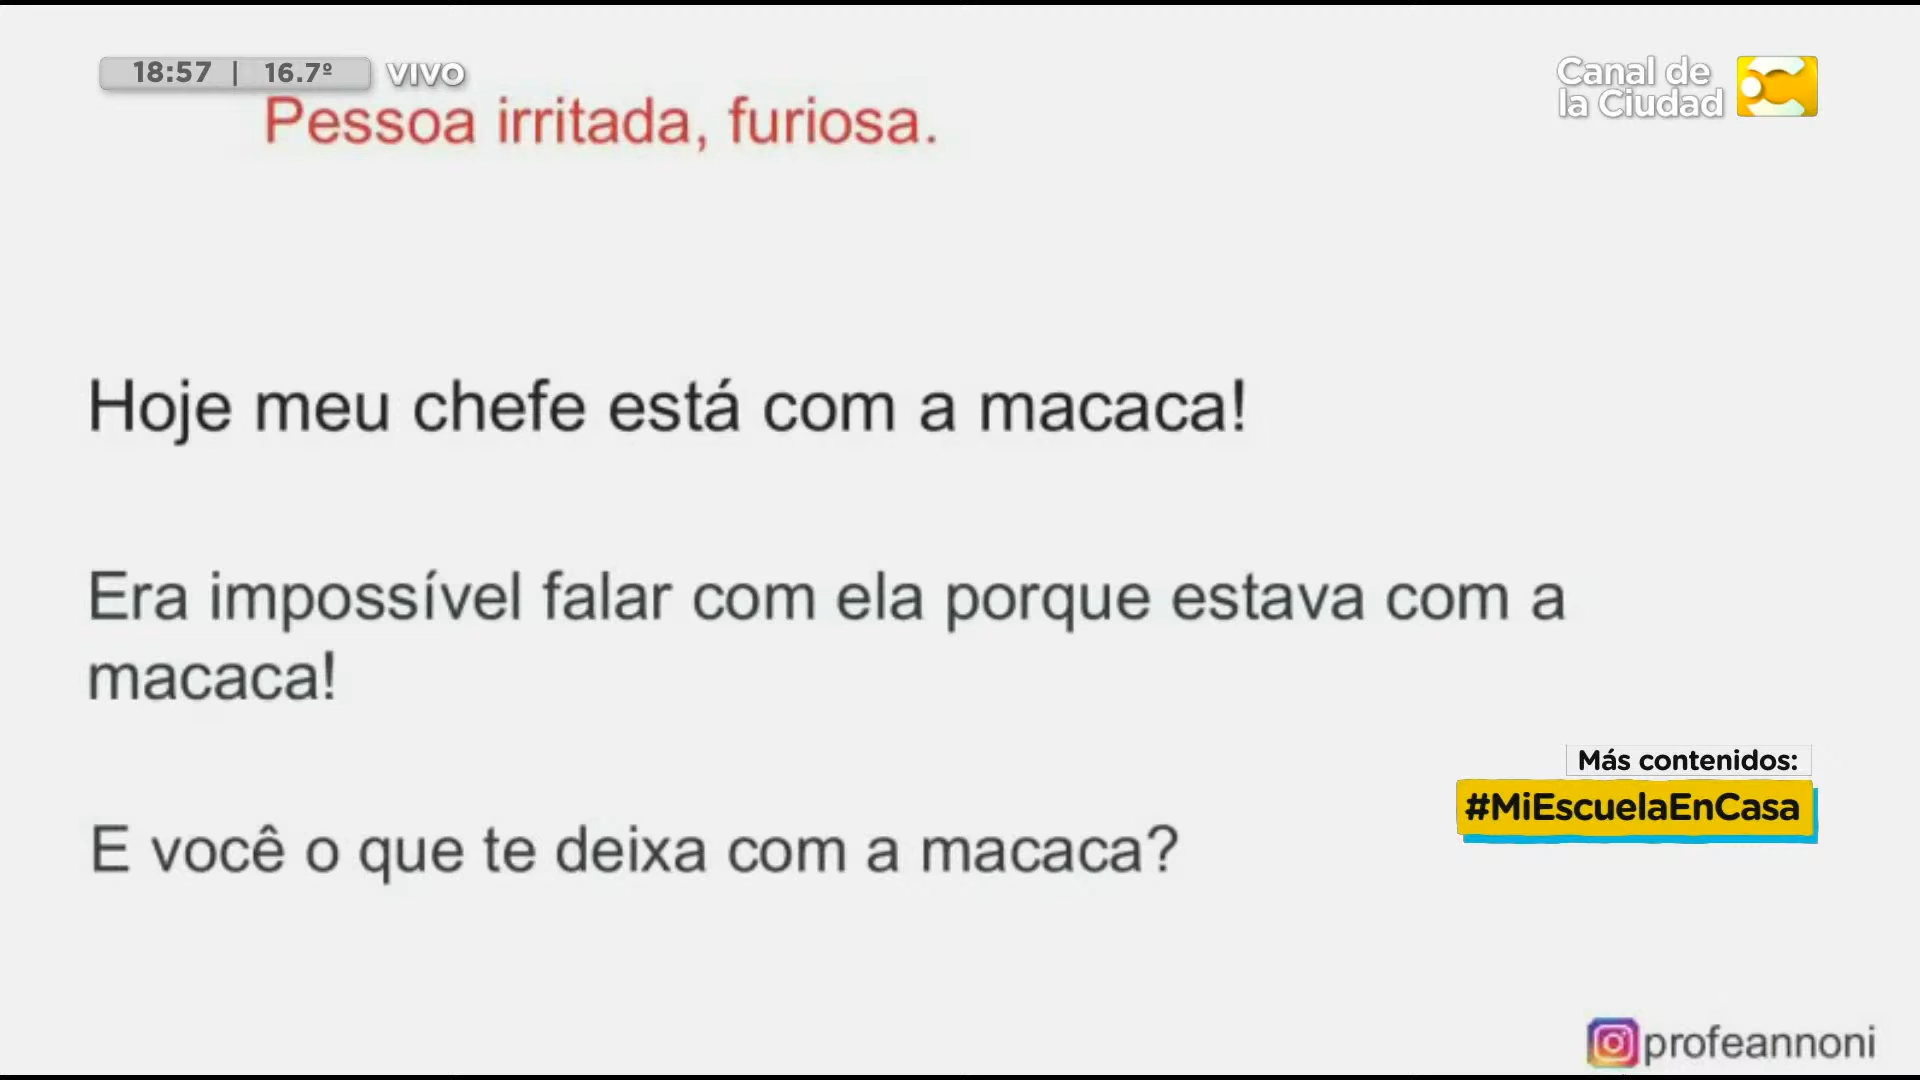 18:57 | 16.7º VIVO
Canal de
la Ciudad
Pessoa irritada, furiosa.
Hoje meu chefe está com a macaca!
Era impossível falar com ela porque estava com a
macaca!
E você o que te deixa com a macaca?
Más contenidos:
#MiEscuelaEnCasa
profeannoni